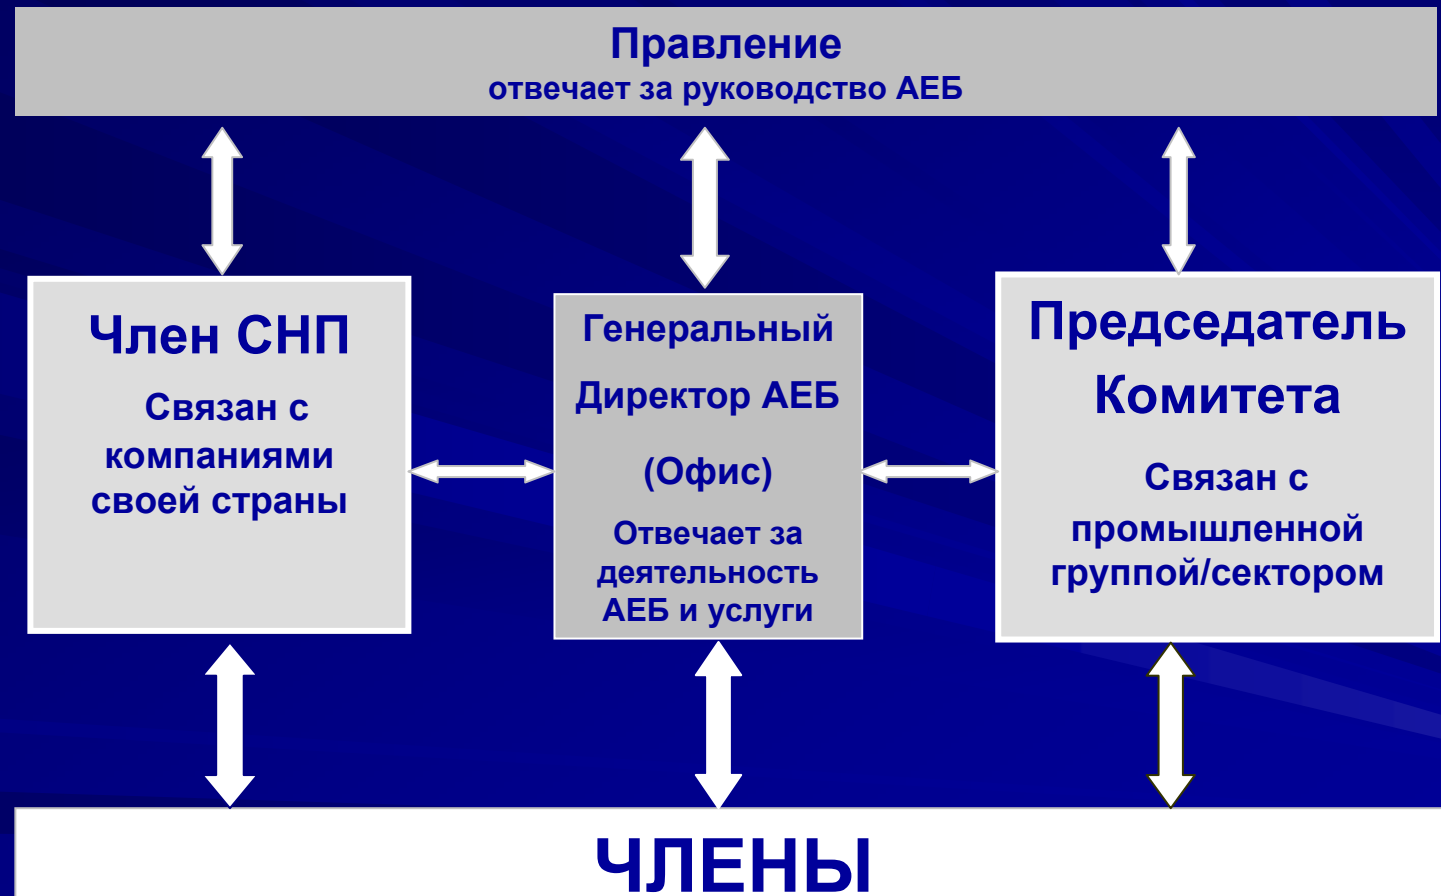 Правление
отвечает за руководство АЕБ
Член СНП
Связан с
компаниями
своей страны
Генеральный
Директор АЕБ
(Офис)
Отвечает за
деятельность
АЕБ и услуги
Председатель
Комитета
Связан с
промышленной
группой/сектором
ЧЛЕНЫ